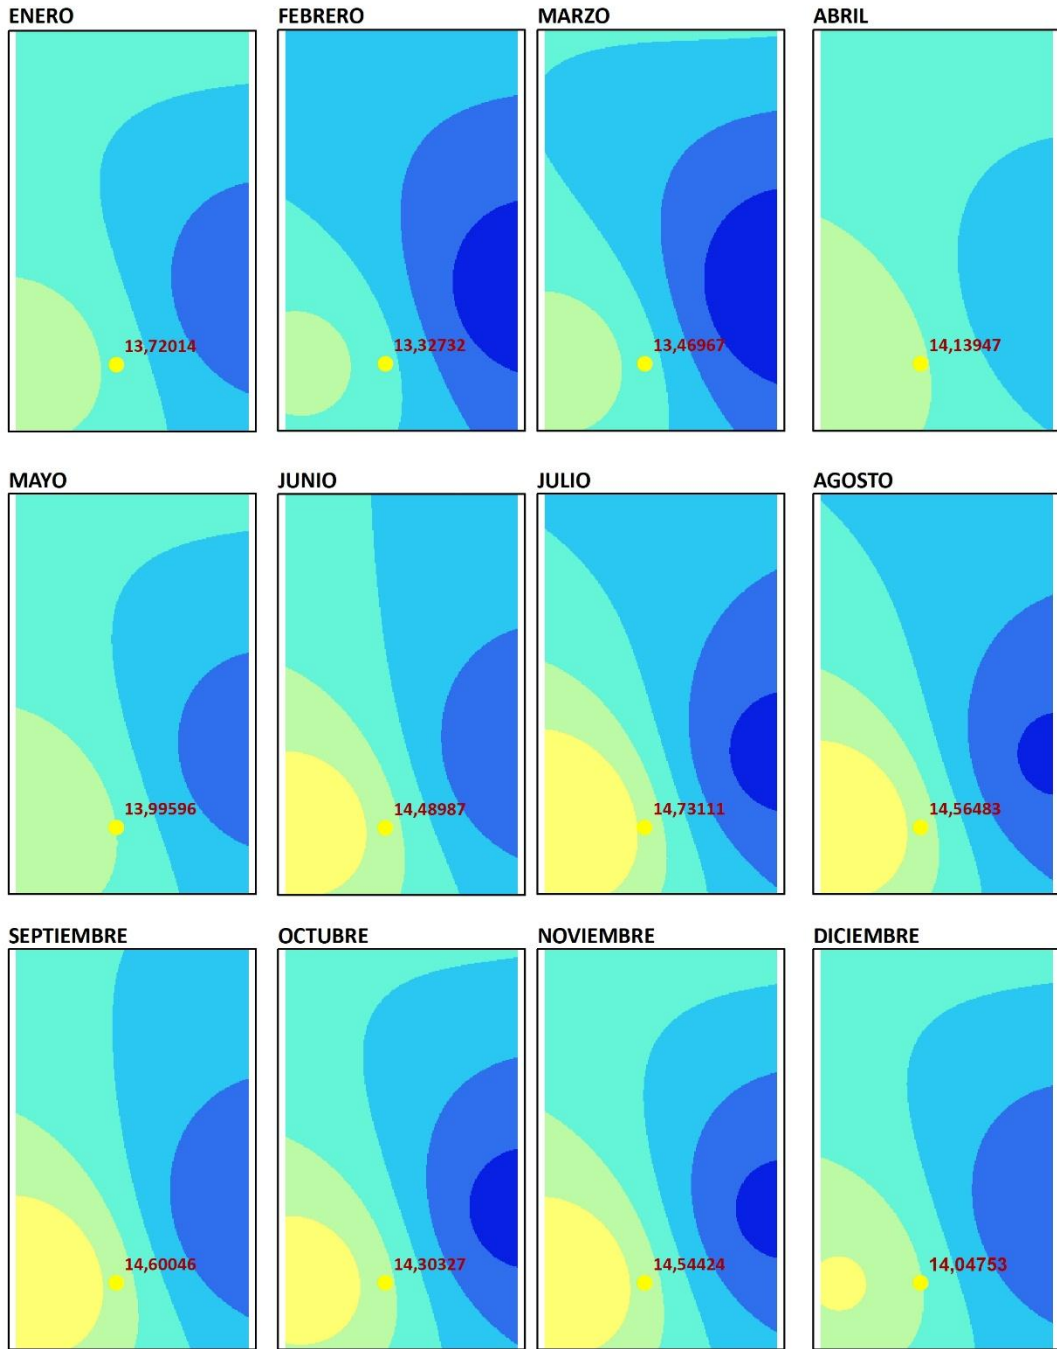 ENERO
FEBRERO
MARZO
ABRIL
13,72014
13,32732
13,46967
14,13947
MAYO
JUNIO
JULIO
AGOSTO
13,99596
14,48987
14,73111
14,56483
SEPTIEMBRE
OCTUBRE
NOVIEMBRE
DICIEMBRE
14,60046
14,30327
14,54424
14,04753